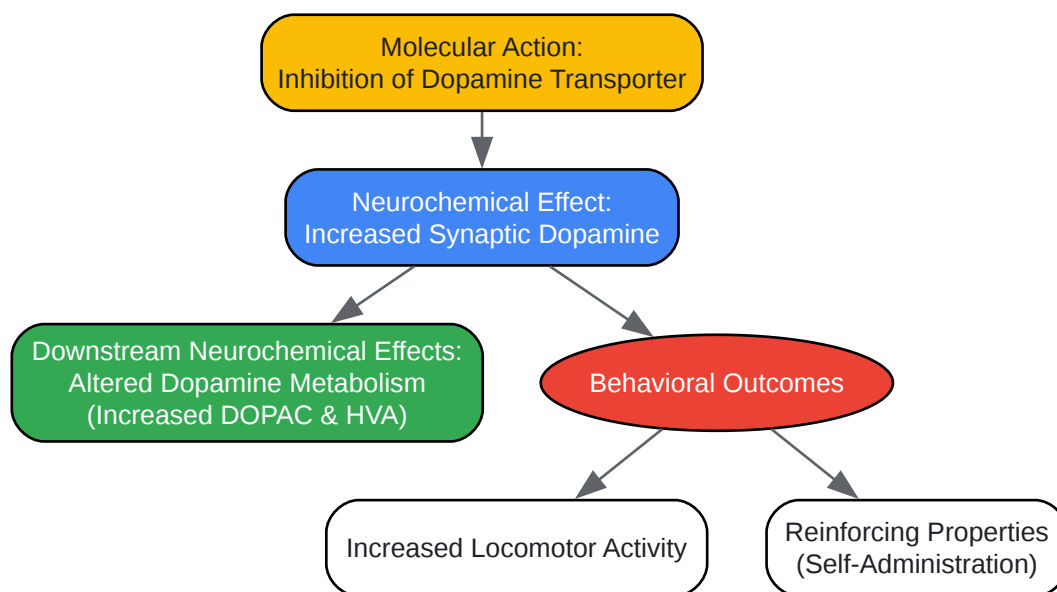 Molecular Action:
Inhibition of Dopamine Transporter
Neurochemical Effect:
Increased Synaptic Dopamine
Downstream Neurochemical Effects:
Altered Dopamine Metabolism
(Increased DOPAC & HVA)
Behavioral Outcomes
Increased Locomotor Activity
Reinforcing Properties
(Self-Administration)